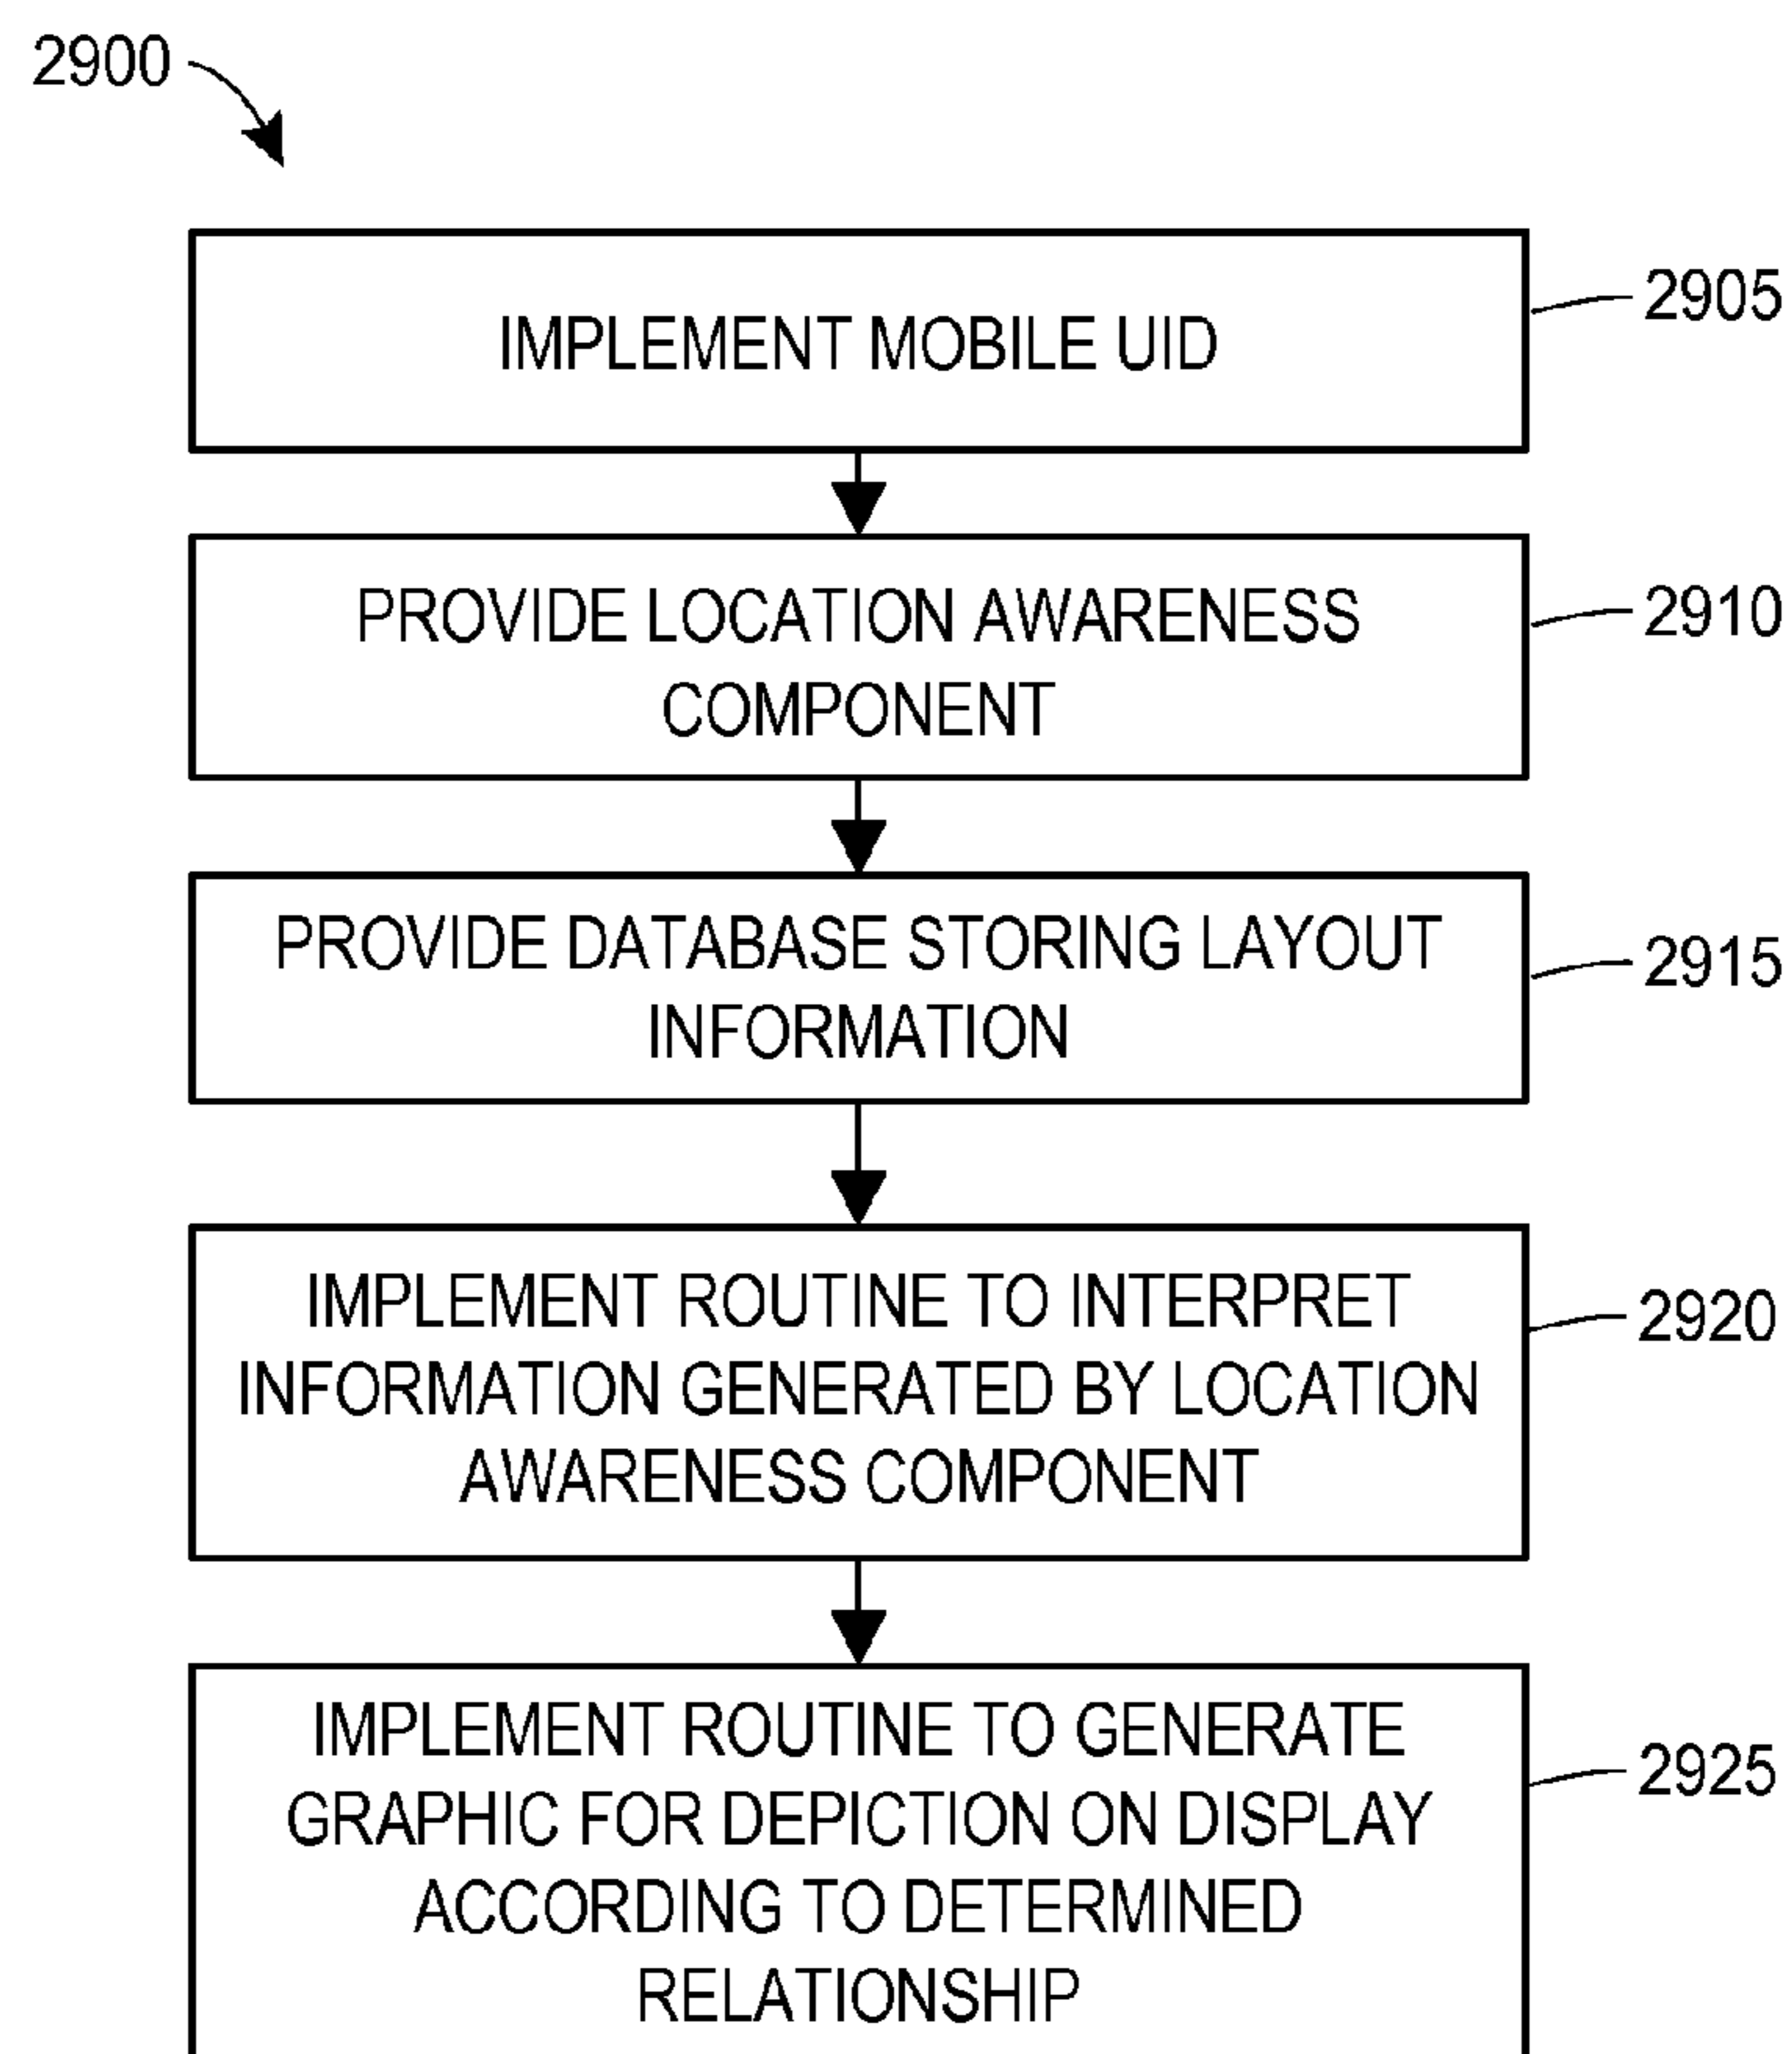 2900
IMPLEMENT MOBILE UID
2905
PROVIDE LOCATION AWARENESS
COMPONENT
2910
PROVIDE DATABASE STORING LAYOUT
INFORMATION
2915
IMPLEMENT ROUTINE TO INTERPRET
INFORMATION GENERATED BY LOCATION
AWARENESS COMPONENT
2920
IMPLEMENT ROUTINE TO GENERATE
GRAPHIC FOR DEPICTION ON DISPLAY
ACCORDING TO DETERMINED
RELATIONSHIP
2925